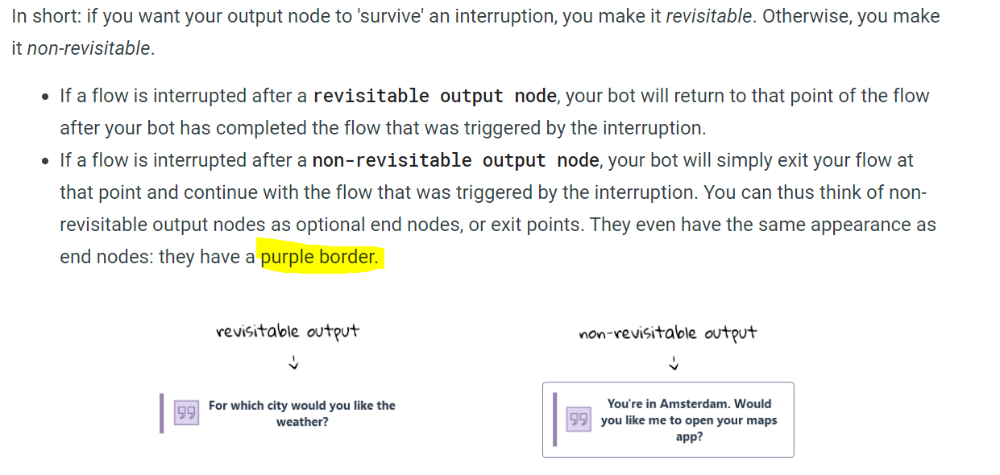 In short: if you want your output node to 'survive' an interruption, you make it revisitable. Otherwise, you make
it non-revisitable.
• If a flow is interrupted after a revisitable output node, your bot will return to that point of the flow
after your bot has completed the flow that was triggered by the interruption.
• If a flow is interrupted after a non-revisitable output node, your bot will simply exit your flow at
that point and continue with the flow that was triggered by the interruption. You can thus think of non-
revisitable output nodes as optional end nodes, or exit points. They even have the same appearance as
end nodes: they have a purple border.
revisitable output
non-revisitable output
For which city would you like the
weather?
You're in Amsterdam. Would
you like me to open your maps
app?